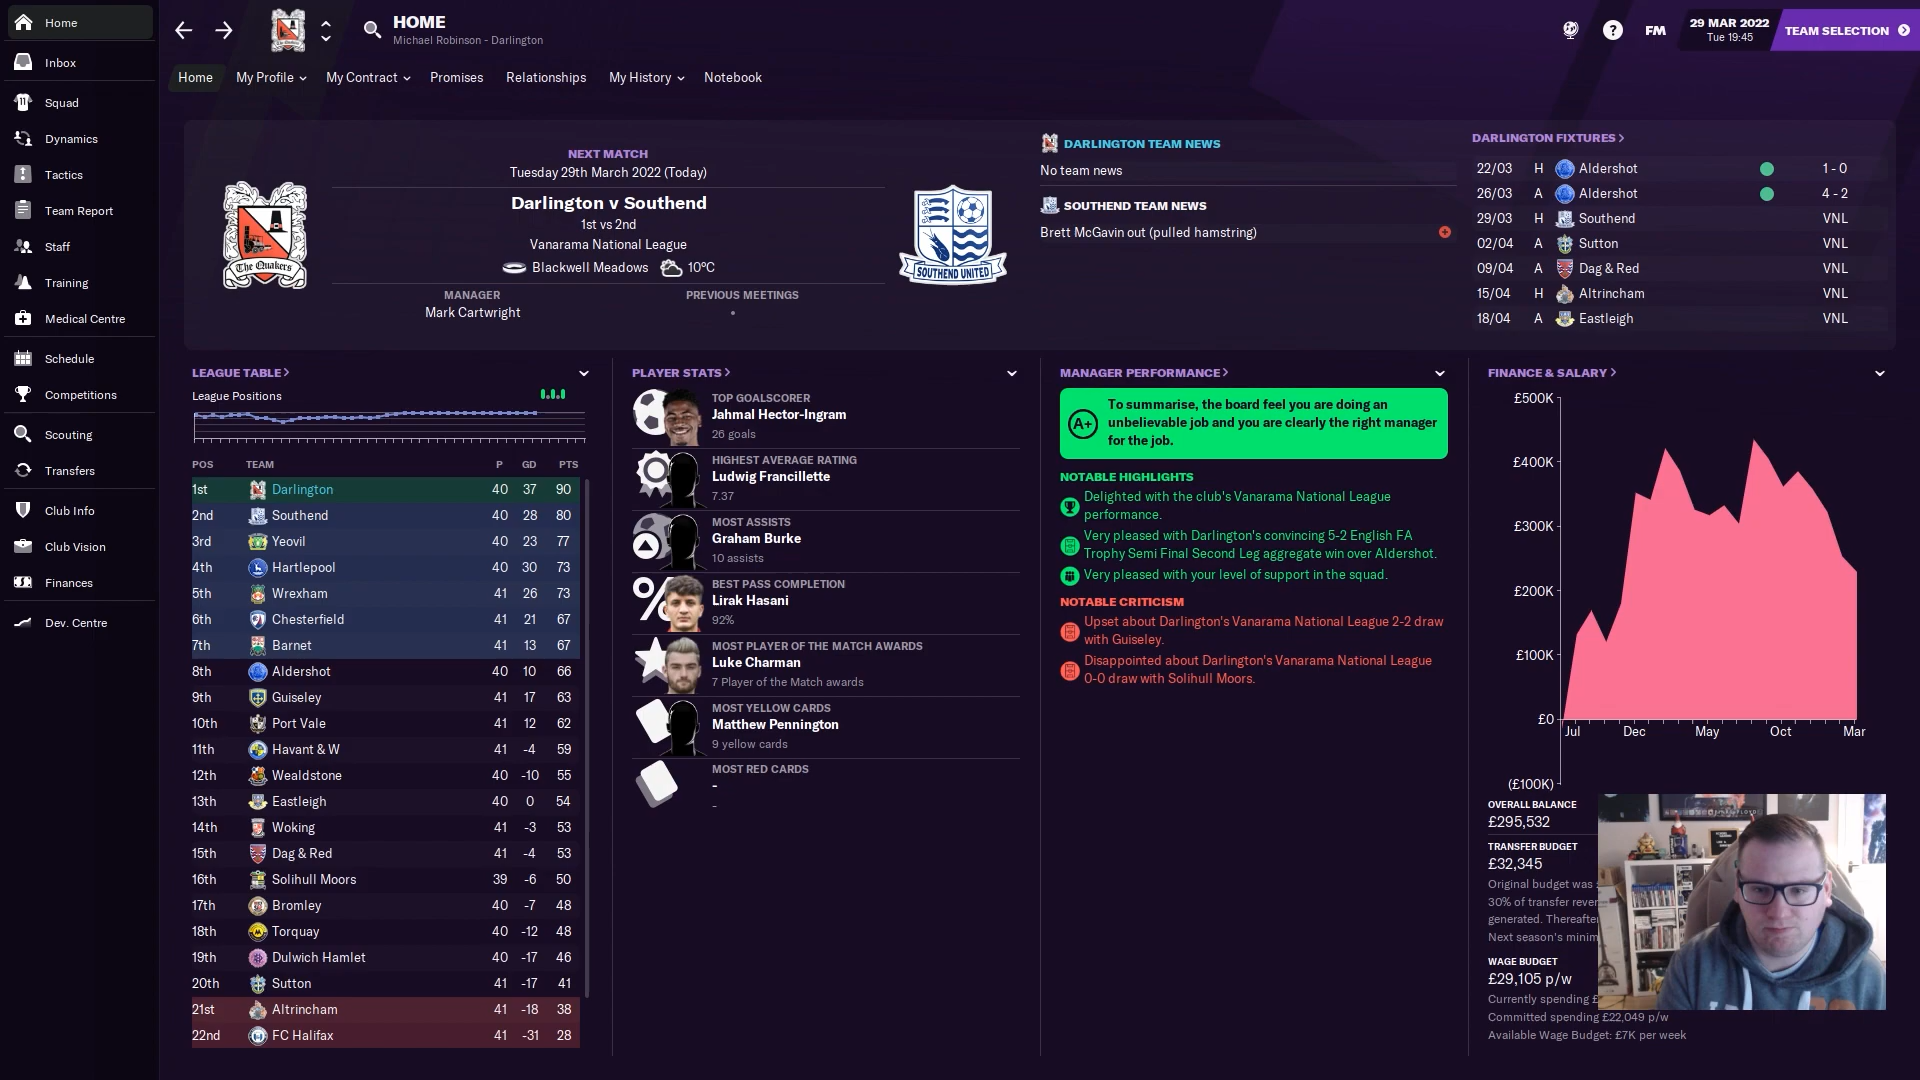 Home
Inbox
Squad
Dynamics
Tactics
Team Report
Staff
Training
Medical Centre
Schedule
Competitions
Scouting
Transfers
Club Info
Club Vision
Finances
Dev. Centre
HOME
Michael Robinson - Darlington
FM
29 MAR 2022
Tue 19:45
TEAM SELECTION
Home My Profile My Contract Promises Relationships My History Notebook
NEXT MATCH
Tuesday 29th March 2022 (Today)
Darlington v Southend
1st vs 2nd
Vanarama National League
Blackwell Meadows 10°C
MANAGER
Mark Cartwright
PREVIOUS MEETINGS
The Quakers
SOUTHEND UNITED
DARLINGTON TEAM NEWS
No team news
SOUTHEND TEAM NEWS
Brett McGavin out (pulled hamstring)
DARLINGTON FIXTURES
22/03 H Aldershot 1 - 0
26/03 A Aldershot 4 - 2
29/03 H Southend VNL
02/04 A Sutton VNL
09/04 A Dag & Red VNL
15/04 H Altrincham VNL
18/04 A Eastleigh VNL
LEAGUE TABLE
League Positions
POS TEAM P GD PTS
1st Darlington 40 37 90
2nd Southend 40 28 80
3rd Yeovil 40 23 77
4th Hartlepool 40 30 73
5th Wrexham 41 26 73
6th Chesterfield 41 21 67
7th Barnet 41 13 67
8th Aldershot 40 10 66
9th Guiseley 41 17 63
10th Port Vale 41 12 62
11th Havant & W 41 -4 59
12th Wealdstone 40 -10 55
13th Eastleigh 40 0 54
14th Woking 41 -3 53
15th Dag & Red 41 -4 53
16th Solihull Moors 39 -6 50
17th Bromley 40 -7 48
18th Torquay 40 -12 48
19th Dulwich Hamlet 40 -17 46
20th Sutton 41 -17 41
21st Altrincham 41 -18 38
22nd FC Halifax 41 -31 28
PLAYER STATS
TOP GOALSCORER
Jahmal Hector-Ingram
26 goals
HIGHEST AVERAGE RATING
Ludwig Francillette
7.37
MOST ASSISTS
Graham Burke
10 assists
BEST PASS COMPLETION
Lirak Hasani
92%
MOST PLAYER OF THE MATCH AWARDS
Luke Charman
7 Player of the Match awards
MOST YELLOW CARDS
Matthew Pennington
9 yellow cards
MOST RED CARDS
-
-
MANAGER PERFORMANCE
A+
To summarise, the board feel you are doing an
unbelievable job and you are clearly the right manager
for the job.
NOTABLE HIGHLIGHTS
Delighted with the club's Vanarama National League
performance.
Very pleased with Darlington's convincing 5-2 English FA
Trophy Semi Final Second Leg aggregate win over Aldershot.
Very pleased with your level of support in the squad.
NOTABLE CRITICISM
Upset about Darlington's Vanarama National League 2-2 draw
with Guiseley.
Disappointed about Darlington's Vanarama National League
0-0 draw with Solihull Moors.
FINANCE & SALARY
£500K
£400K
£300K
£200K
£100K
£0
(£100K)
Jul Dec May Oct Mar
OVERALL BALANCE
£295,532
TRANSFER BUDGET
£32,345
Original budget was
30% of transfer
generated. Thereafter
Next season's
WAGE BUDGET
£29,105 p/w
Currently spending
Committed spending £22,049 p/w
Available Wage Budget: £7K per week